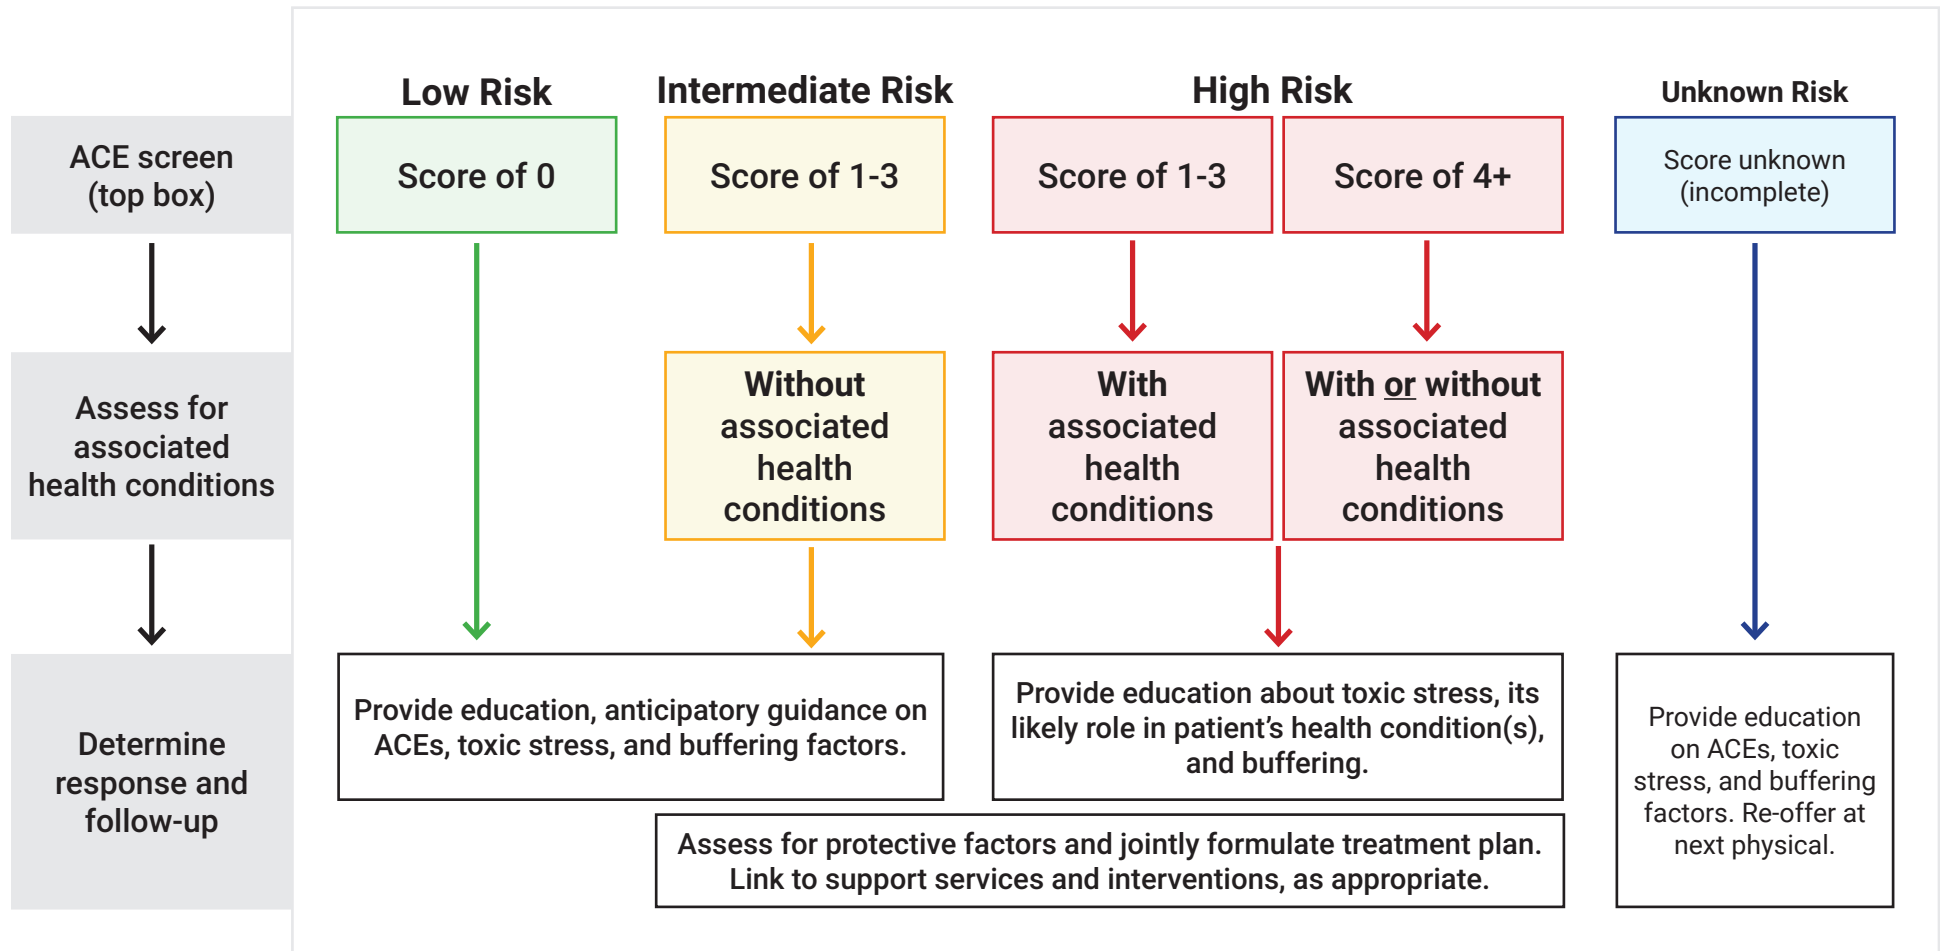 Low Risk
Intermediate Risk
High Risk
Unknown Risk
ACE screen
(top box)
Score of 0
Score of 1-3
Score of 1-3
Score of 4+
Score unknown
(incomplete)
Assess for
associated
health conditions
Without
associated
health
conditions
With
associated
health
conditions
With or without
associated
health
conditions
Determine
response and
follow-up
Provide education, anticipatory guidance on
ACEs, toxic stress, and buffering factors.
Provide education about toxic stress, its
likely role in patient’s health condition(s),
and buffering.
Assess for protective factors and jointly formulate treatment plan.
Link to support services and interventions, as appropriate.
Provide education
on ACEs, toxic
stress, and buffering
factors. Re-offer at
next physical.